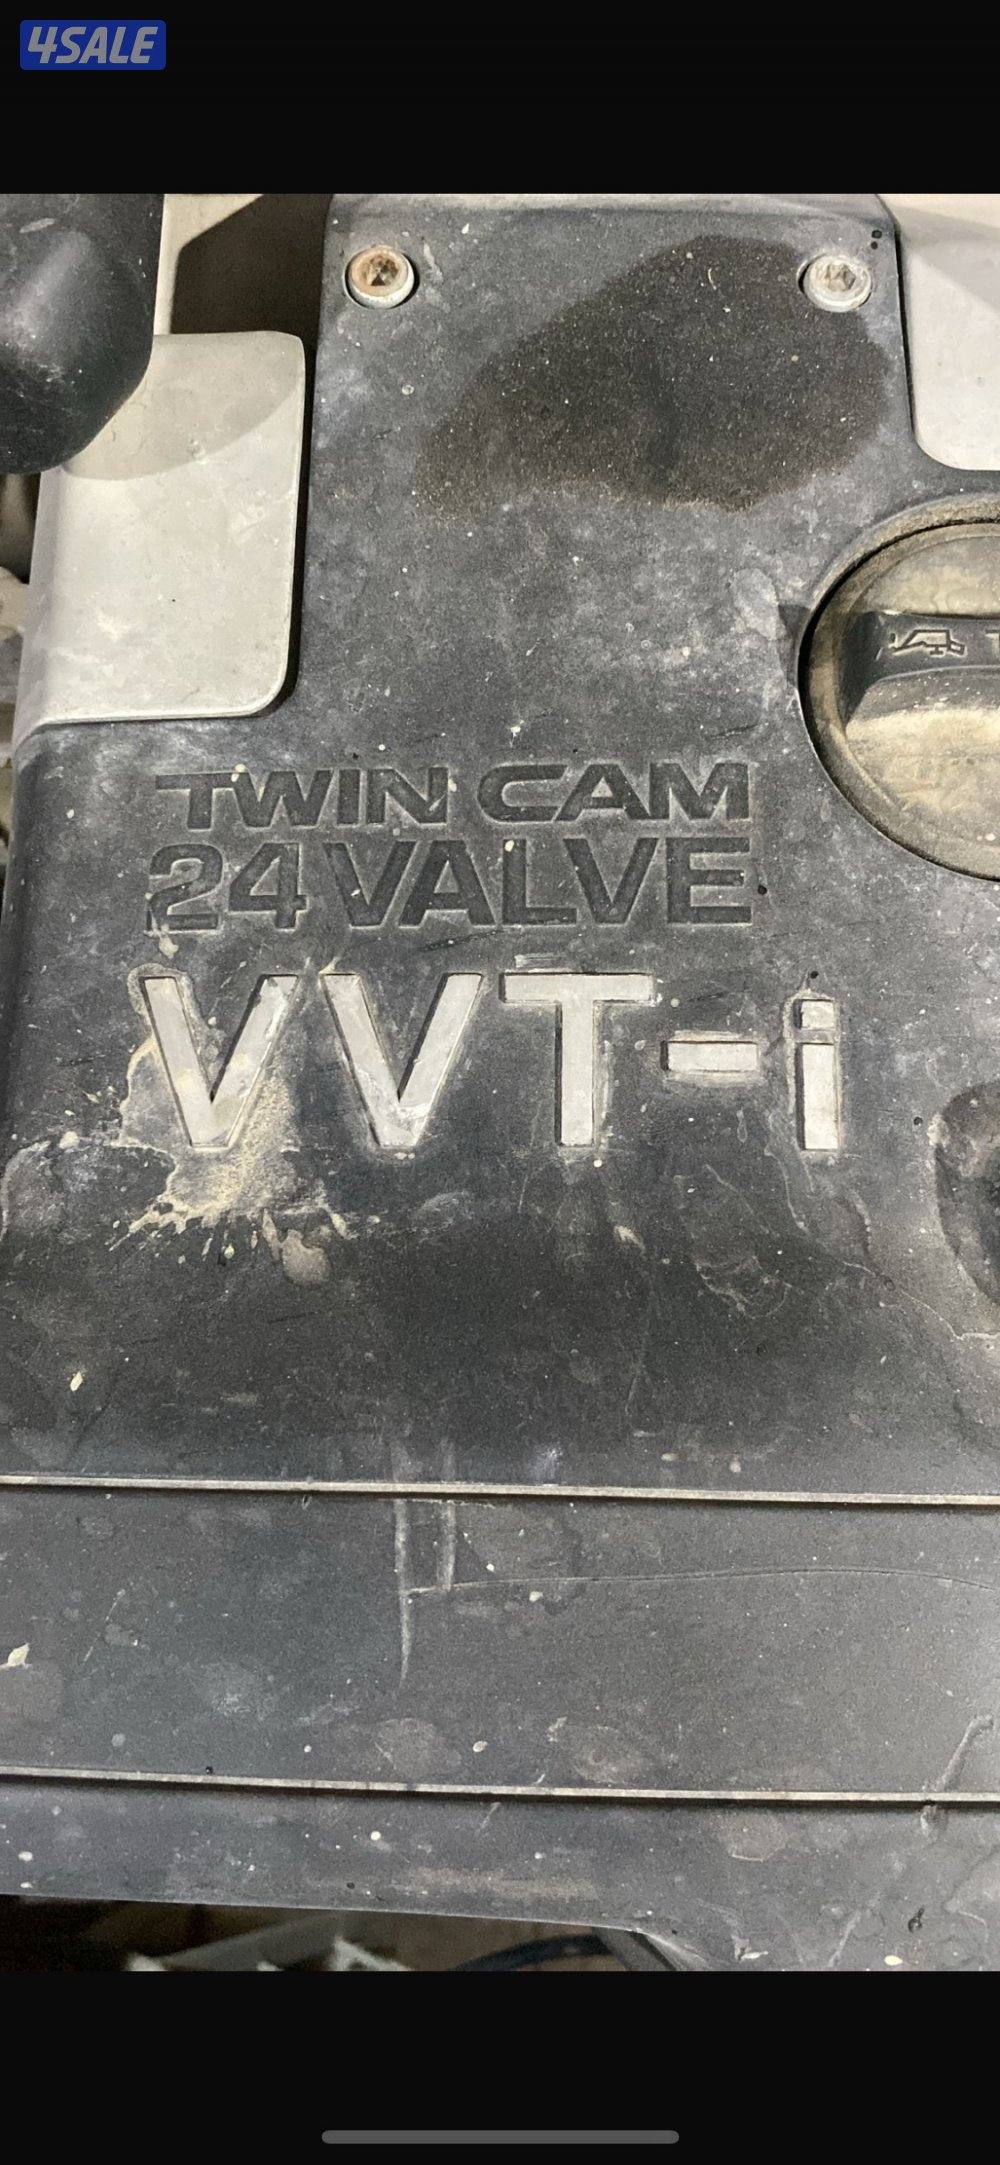 4SALE
TWIN CAM
24 VALVE
VVT-i